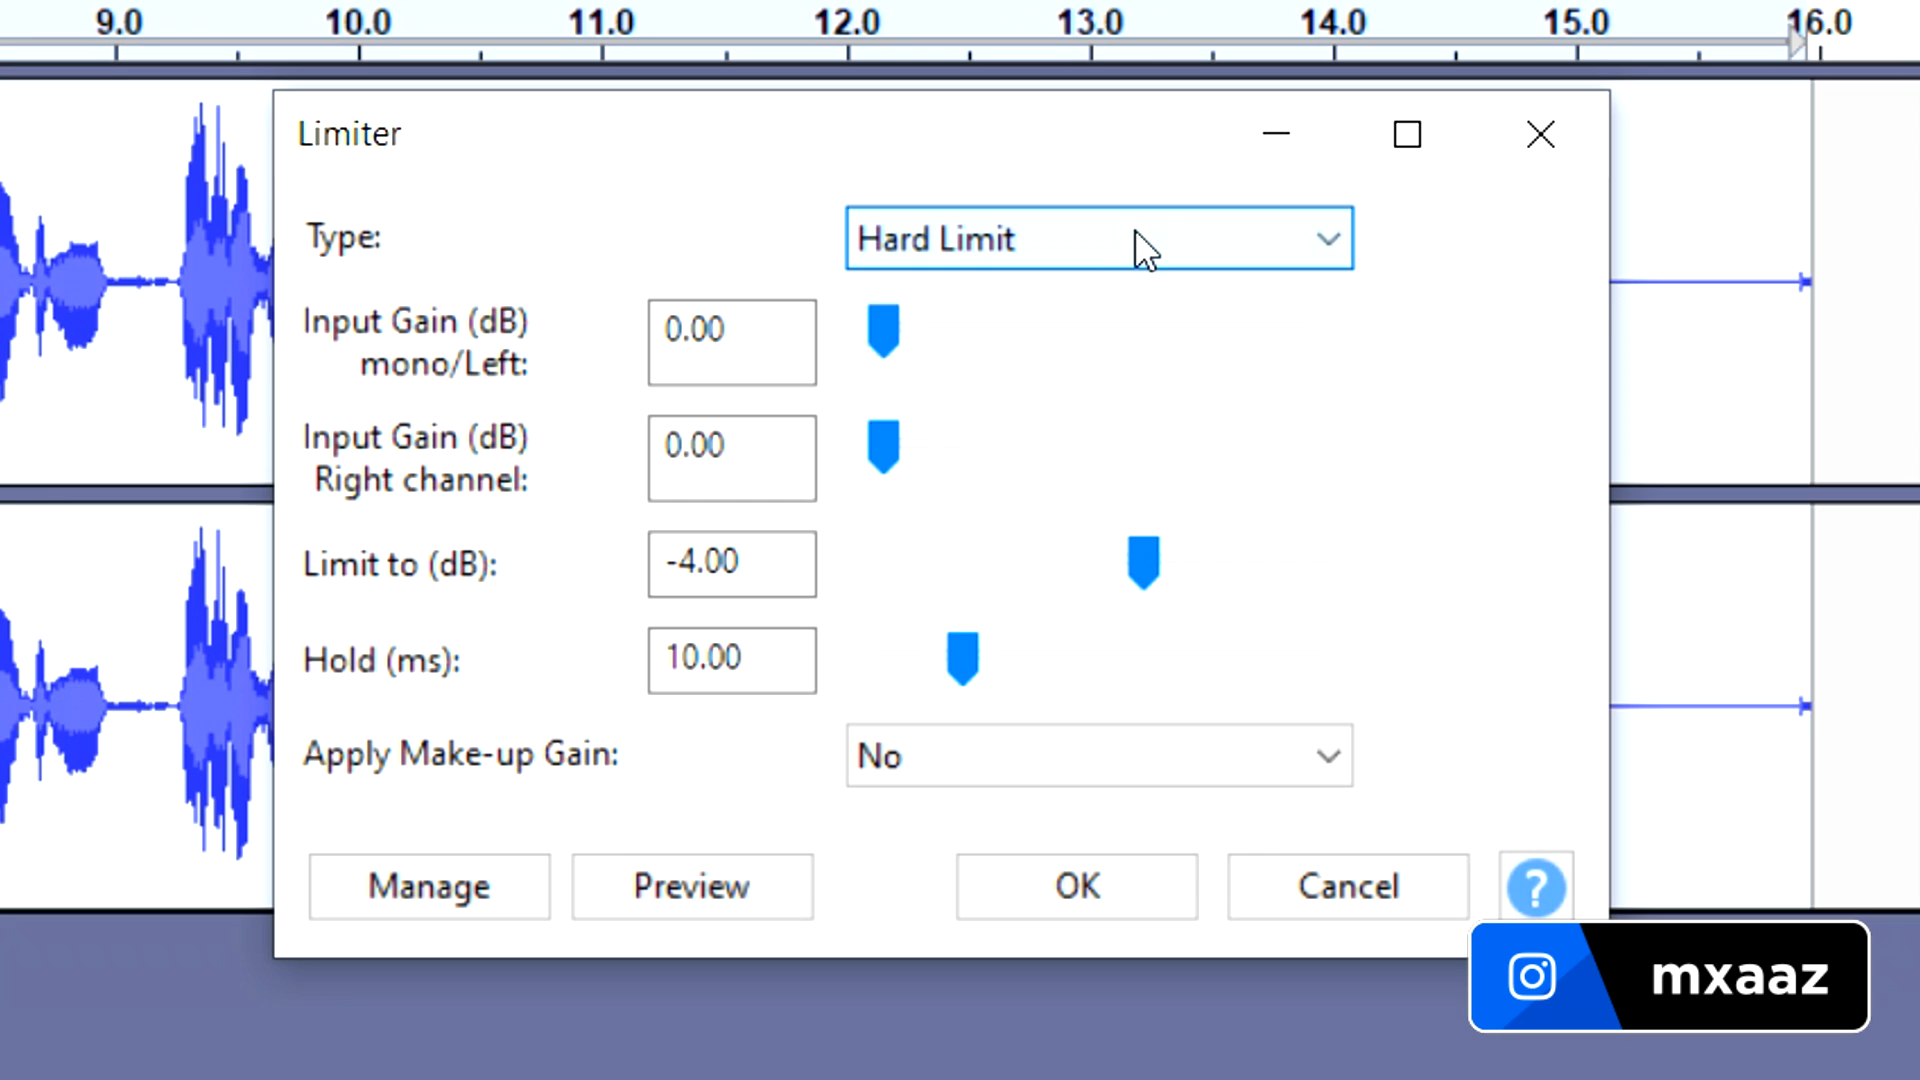 9.0 10.0 11.0 12.0 13.0 14.0 15.0 16.0
Limiter
Type: Hard Limit
Input Gain (dB)
mono/Left: 0.00
Input Gain (dB)
Right channel: 0.00
Limit to (dB): -4.00
Hold (ms): 10.00
Apply Make-up Gain: No
Manage Preview OK Cancel ?
mxaaz